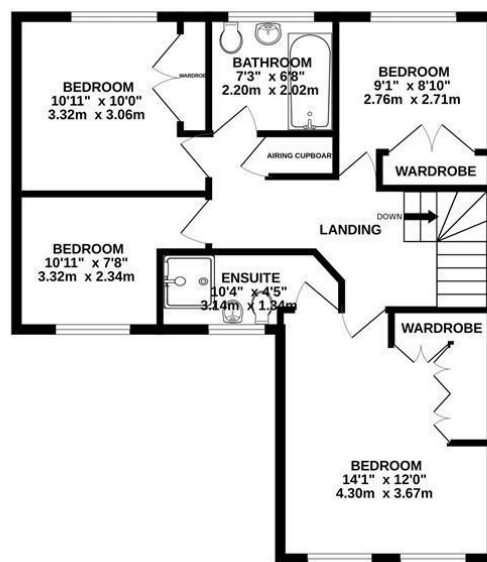 BEDROOM
10'11" x 10'0"
3.32m x 3.06m
WARDROBE
BATHROOM
7'3" x 6'8"
2.20m x 2.02m
BEDROOM
9'1" x 8'10"
2.76m x 2.71m
WARDROBE
AIRING CUPBOAR
BEDROOM
10'11" x 7'8"
3.32m x 2.34m
LANDING
DOWN
ENSUITE
10'4" x 4'5"
3.14m x 1.34m
WARDROBE
BEDROOM
14'1" x 12'0"
4.30m x 3.67m